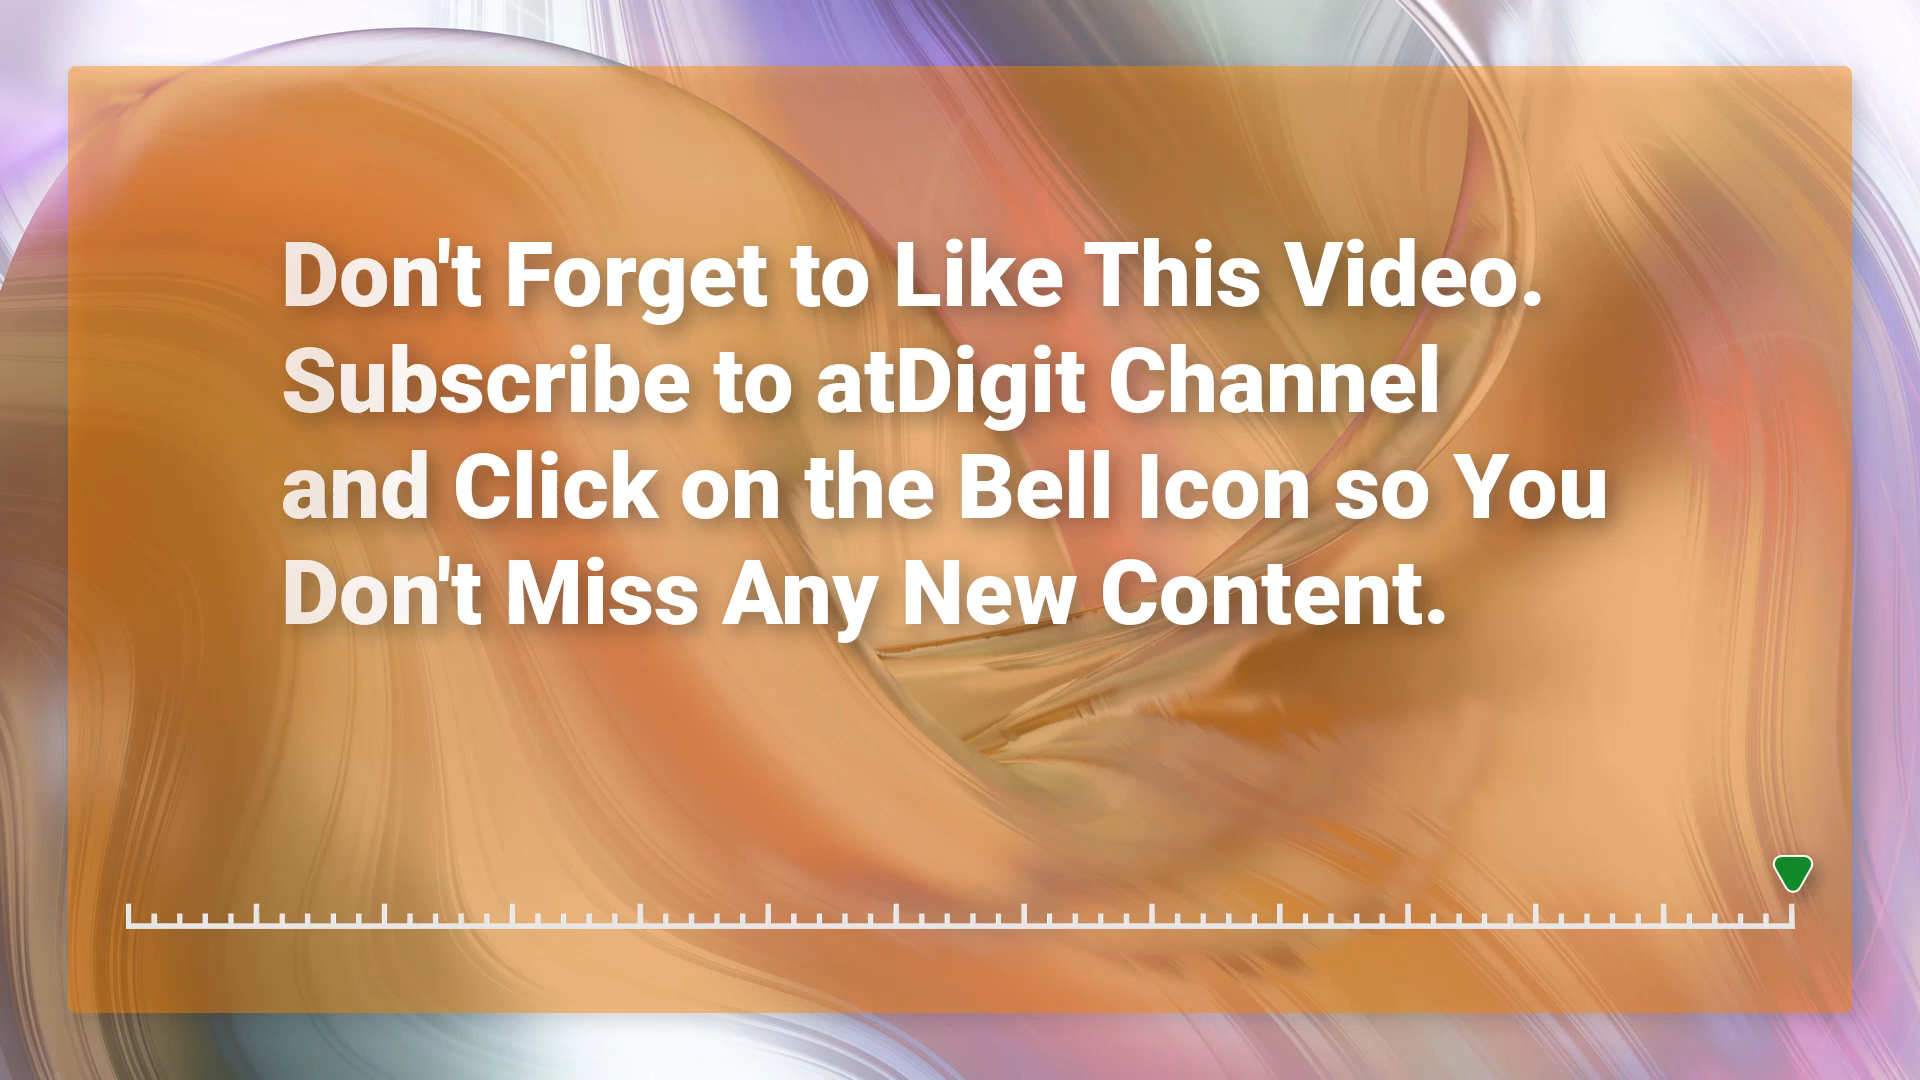 Don't Forget to Like This Video.
Subscribe to atDigit Channel
and Click on the Bell Icon so You
Don't Miss Any New Content.